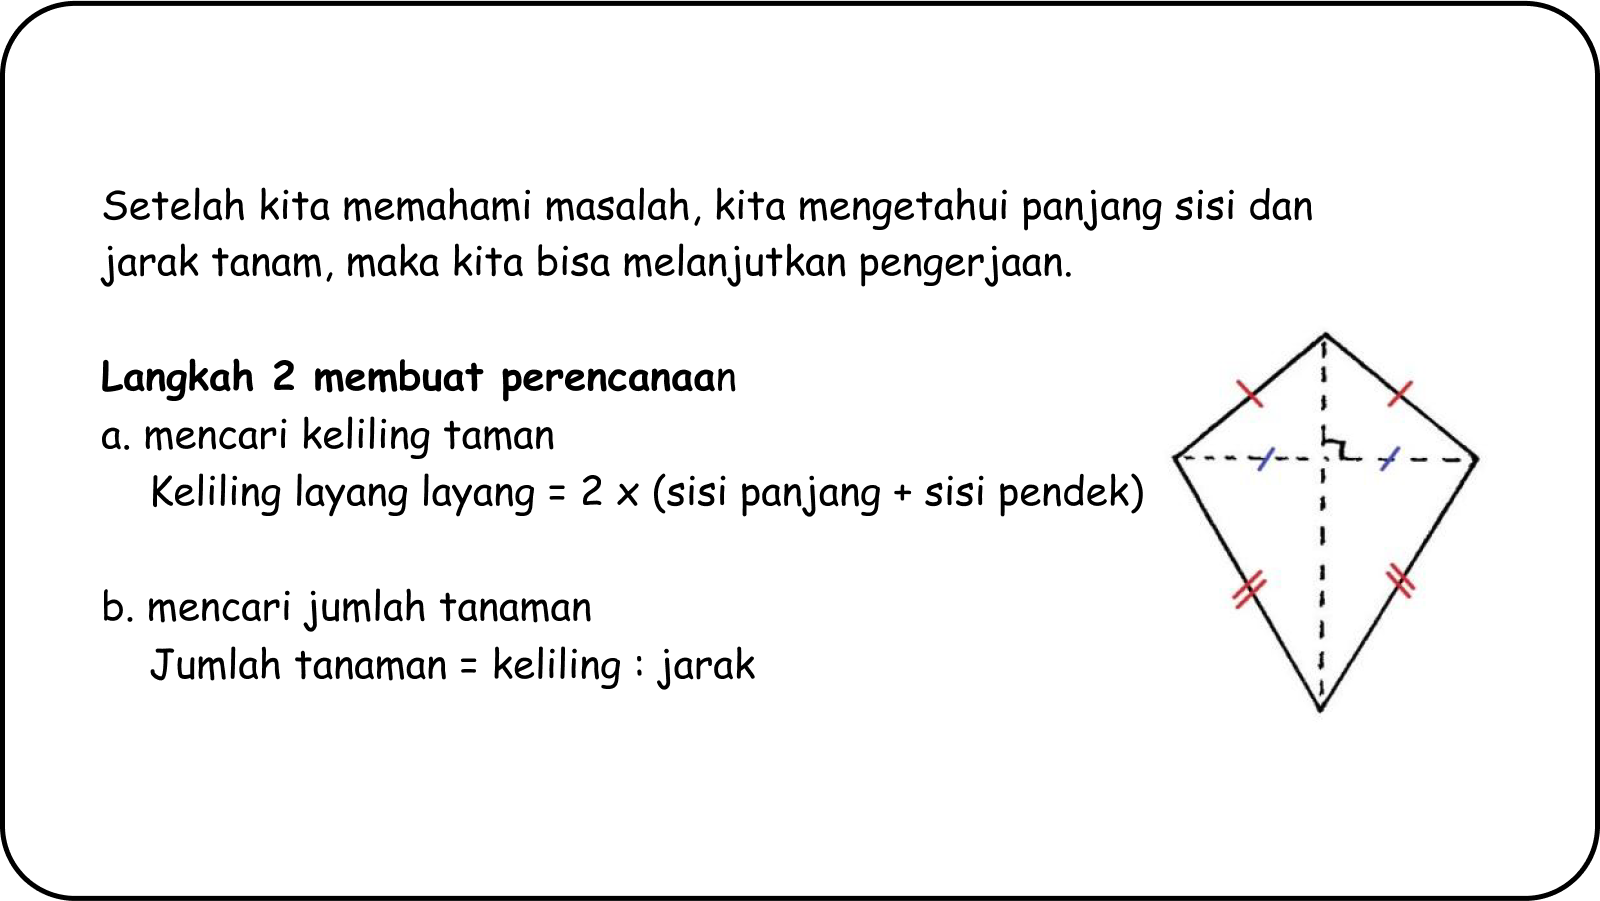 Setelah kita memahami masalah, kita mengetahui panjang sisi dan
jarak tanam, maka kita bisa melanjutkan pengerjaan.
Langkah 2 membuat perencanaan
a. mencari keliling taman
Keliling layang layang = 2 x (sisi panjang + sisi pendek)
b. mencari jumlah tanaman
Jumlah tanaman = keliling : jarak